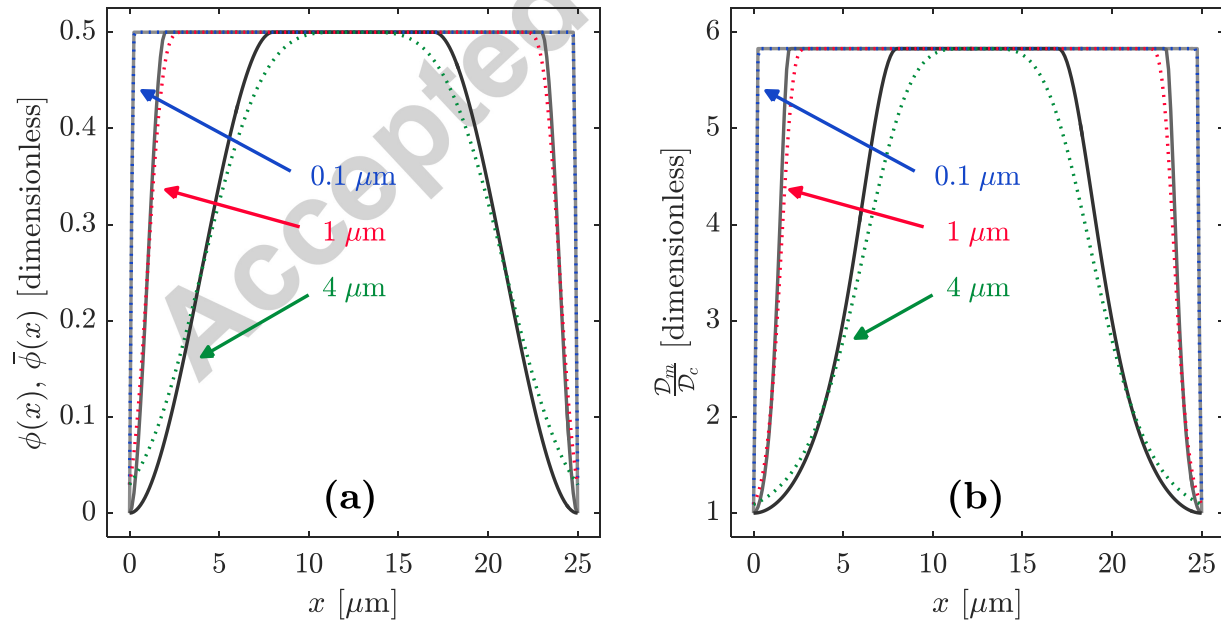 ϕ(x), ϕ̄(x) [dimensionless]
0.5
0.4
0.3
0.2
0.1
0
0.1 μm
1 μm
4 μm
(a)
0
5
10
15
20
25
x [μm]
Accepted
𝒟m/𝒟c [dimensionless]
6
5
4
3
2
1
0.1 μm
1 μm
4 μm
(b)
0
5
10
15
20
25
x [μm]